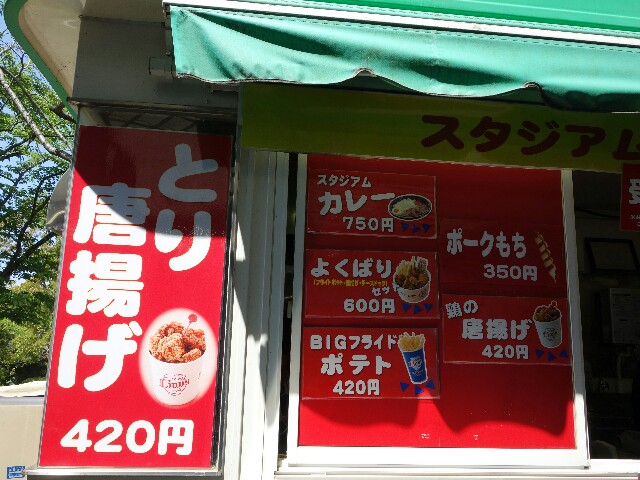 とり
唐揚げ
420円
スタジアム
スタジアム
カレー
750円
よくばり
セット
600円
BIGフライド
ポテト
420円
ポークもち
350円
鶏の
唐揚げ
420円